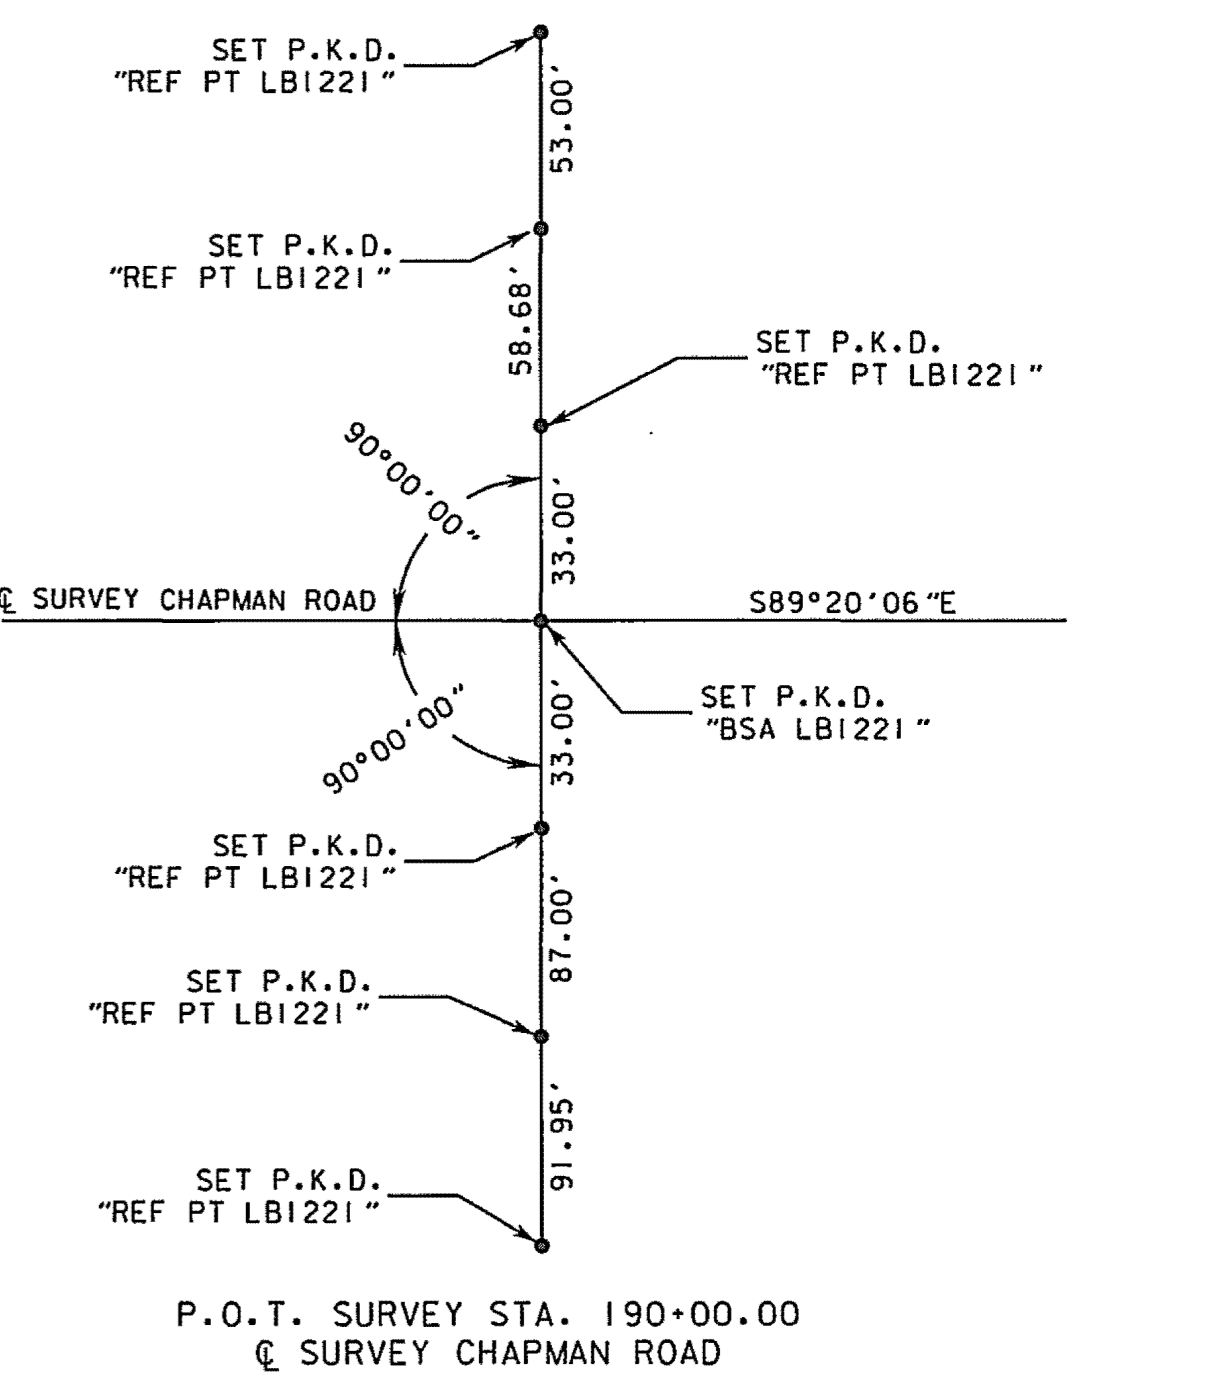 SET P.K.D.
"REF PT LB1221"
53.00'
SET P.K.D.
"REF PT LB1221"
58.68'
SET P.K.D.
"REF PT LB1221"
90°00'00"
33.00'
℄ SURVEY CHAPMAN ROAD
S89°20'06"E
SET P.K.D.
"BSA LB1221"
33.00'
90°00'00"
SET P.K.D.
"REF PT LB1221"
87.00'
SET P.K.D.
"REF PT LB1221"
91.95'
SET P.K.D.
"REF PT LB1221"
P.O.T. SURVEY STA. 190+00.00
℄ SURVEY CHAPMAN ROAD